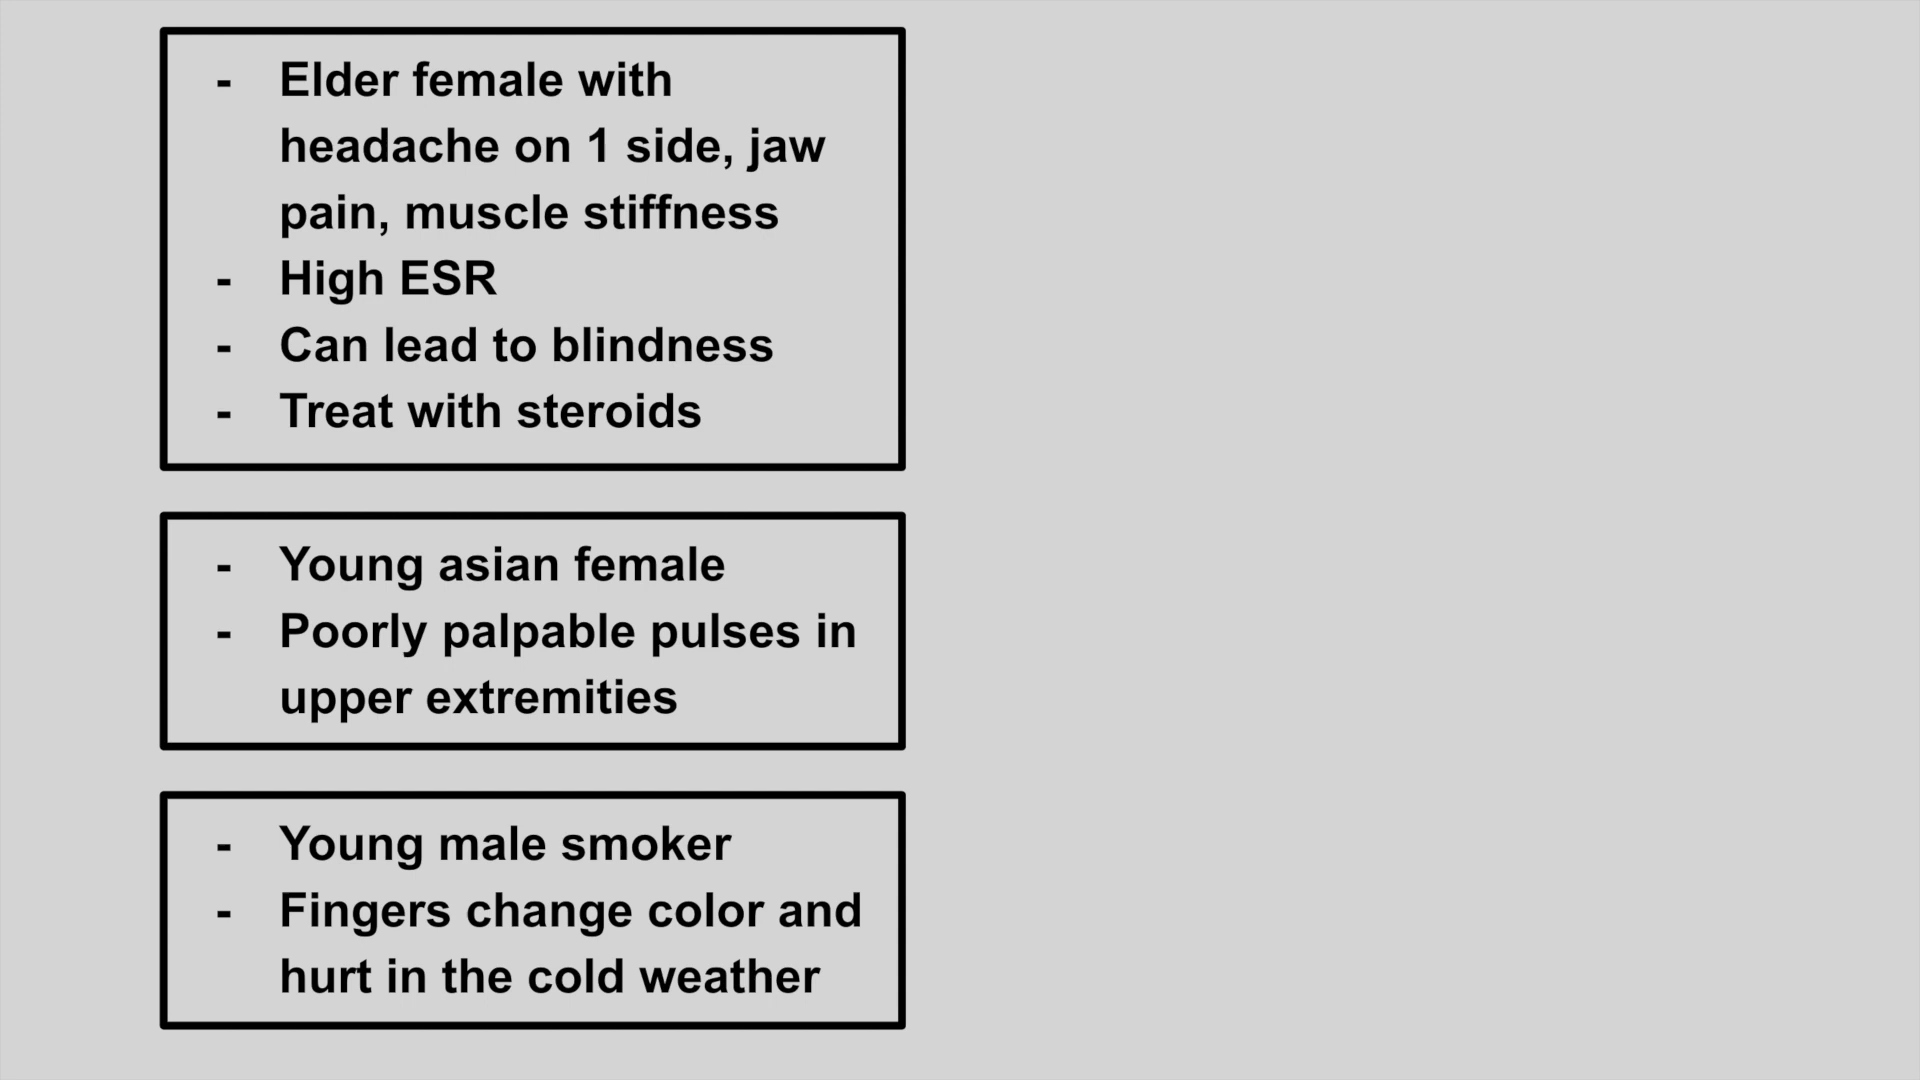 - Elder female with
headache on 1 side, jaw
pain, muscle stiffness
- High ESR
- Can lead to blindness
- Treat with steroids
- Young asian female
- Poorly palpable pulses in
upper extremities
- Young male smoker
- Fingers change color and
hurt in the cold weather